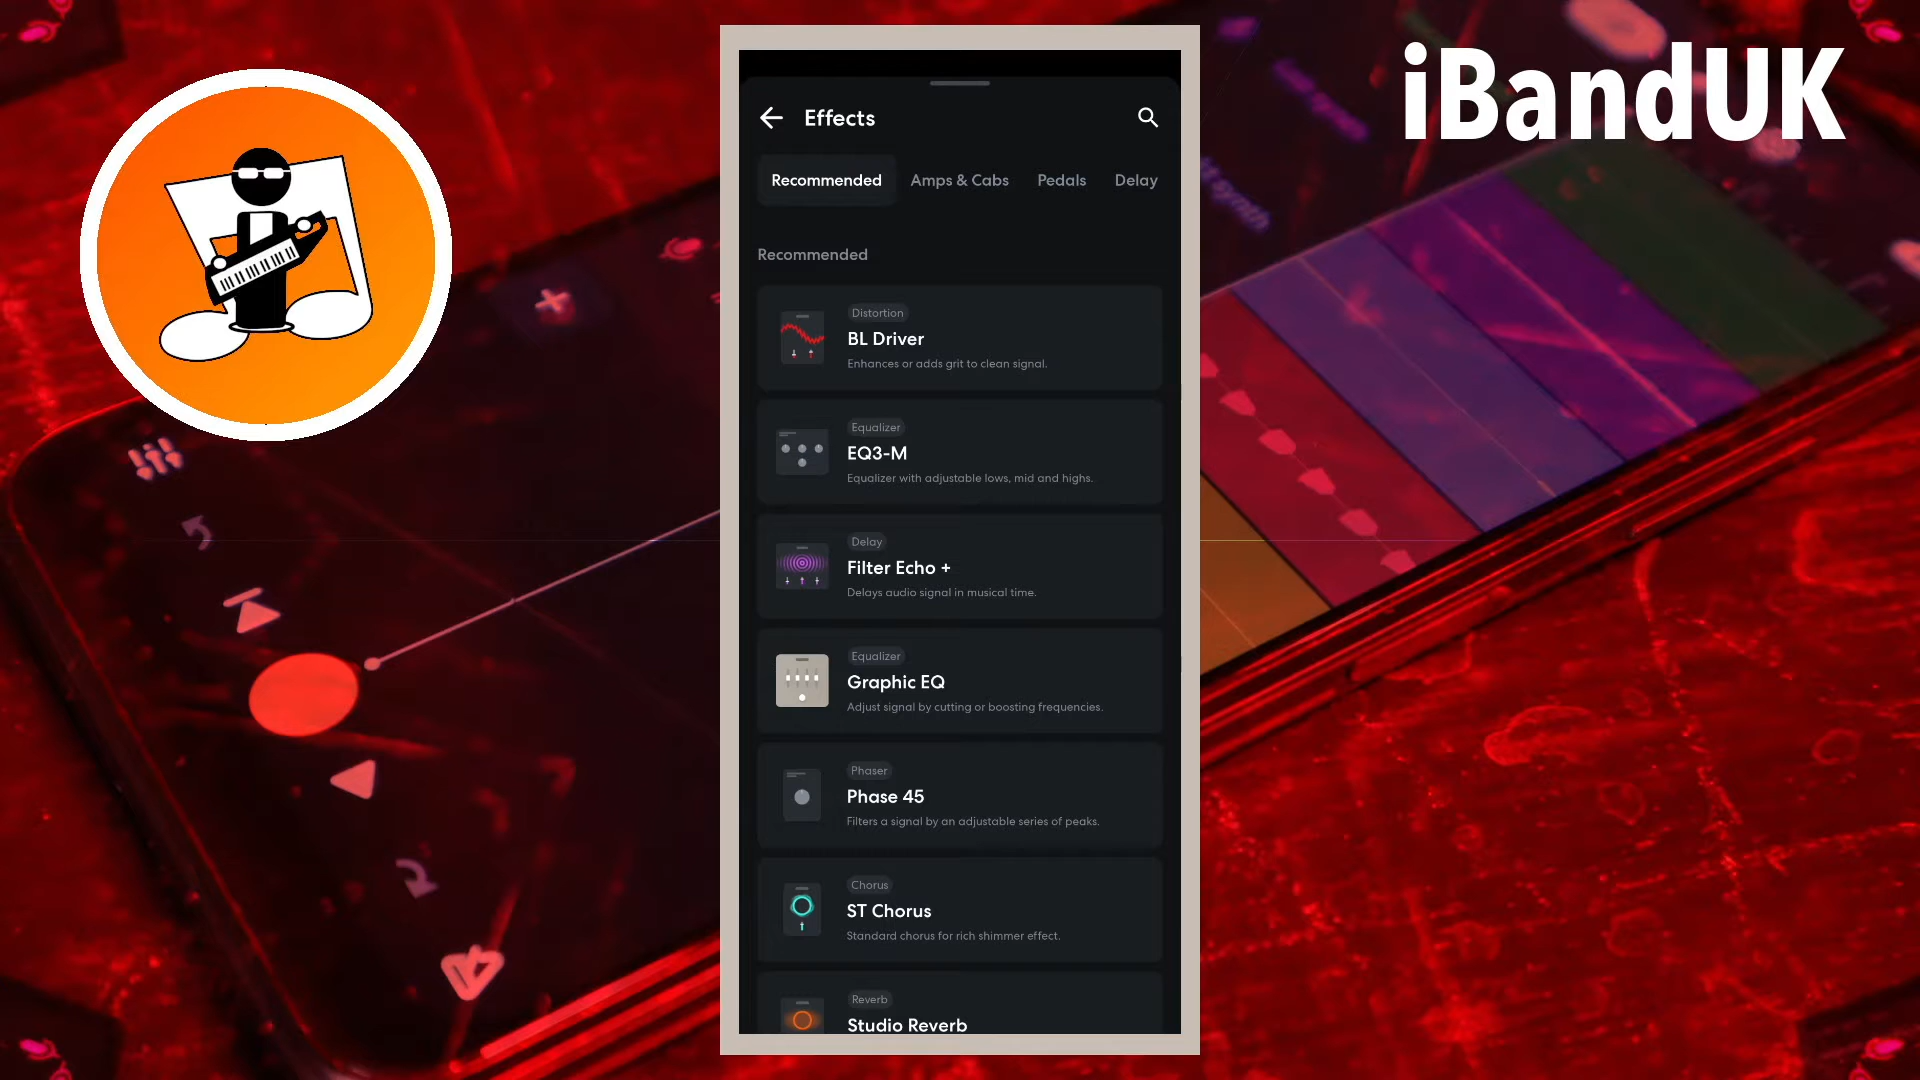 iBandUK
Effects
Recommended
Amps & Cabs
Pedals
Delay
Recommended
Distortion
BL Driver
Enhances or adds grit to clean signal.
Equalizer
EQ3-M
Equalizer with adjustable lows, mid and highs.
Delay
Filter Echo +
Delays audio signal in musical time.
Equalizer
Graphic EQ
Adjust signal by cutting or boosting frequencies.
Phaser
Phase 45
Filters a signal by an adjustable series of peaks.
Chorus
ST Chorus
Standard chorus for rich shimmer effect.
Reverb
Studio Reverb